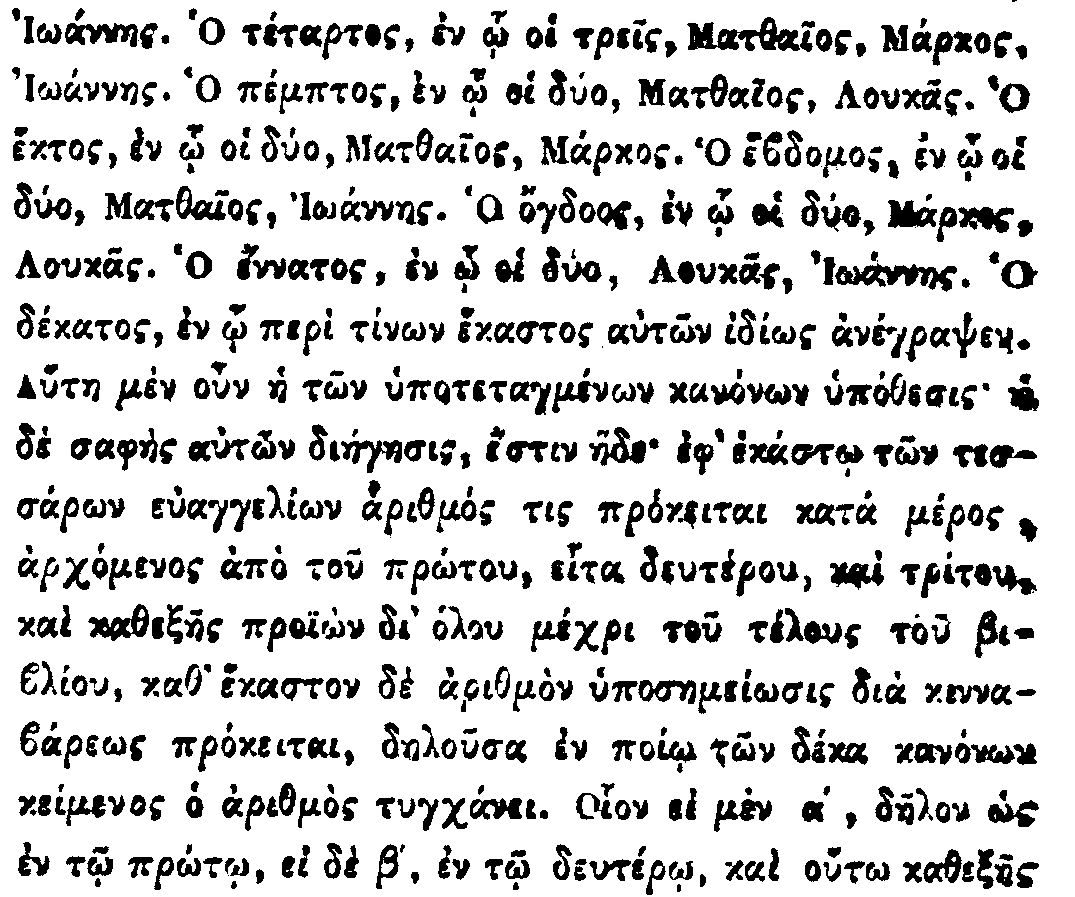 Ἰωάννης. Ὁ τέταρτος, ἐν ᾧ οἱ τρεῖς, Ματθαῖος, Μάρκος,
Ἰωάννης. Ὁ πέμπτος, ἐν ᾧ οἱ δύο, Ματθαῖος, Λουκᾶς. Ὁ
ἕκτος, ἐν ᾧ οἱ δύο, Ματθαῖος, Μάρκος. Ὁ ἕϐδομος, ἐν ᾧ οἱ
δύο, Ματθαῖος, Ἰωάννης. Ὁ ὄγδοος, ἐν ᾧ οἱ δύο, Μάρκος,
Λουκᾶς. Ὁ ἔννατος, ἐν ᾧ οἱ δύο, Λουκᾶς, Ἰωάννης. Ὁ
δέκατος, ἐν ᾧ περὶ τίνων ἕκαστος αὐτῶν ἰδίως ἀνέγραψεν.
Αὕτη μὲν οὖν ἡ τῶν ὑποτεταγμένων κανόνων ὑπόθεσις· ἡ
δὲ σαφὴς αὐτῶν διήγησις, ἔστιν ἥδε· ἐφ' ἑκάστῳ τῶν τεσ-
σάρων εὐαγγελίων ἀριθμός τις πρόκειται κατὰ μέρος,
ἀρχόμενος ἀπὸ τοῦ πρώτου, εἶτα δευτέρου, καὶ τρίτου,
καὶ καθεξῆς προϊὼν δι' ὅλου μέχρι τοῦ τέλους τοῦ βι-
ϐλίου, καθ' ἕκαστον δὲ ἀριθμὸν ὑποσημείωσις διὰ κιννα-
ϐάρεως πρόκειται, δηλοῦσα ἐν ποίῳ τῶν δέκα κανόνων
κείμενος ὁ ἀριθμὸς τυγχάνει. Οἷον εἰ μὲν α', δῆλον ὡς
ἐν τῷ πρώτῳ, εἰ δὲ β', ἐν τῷ δευτέρῳ, καὶ οὕτω καθεξῆς